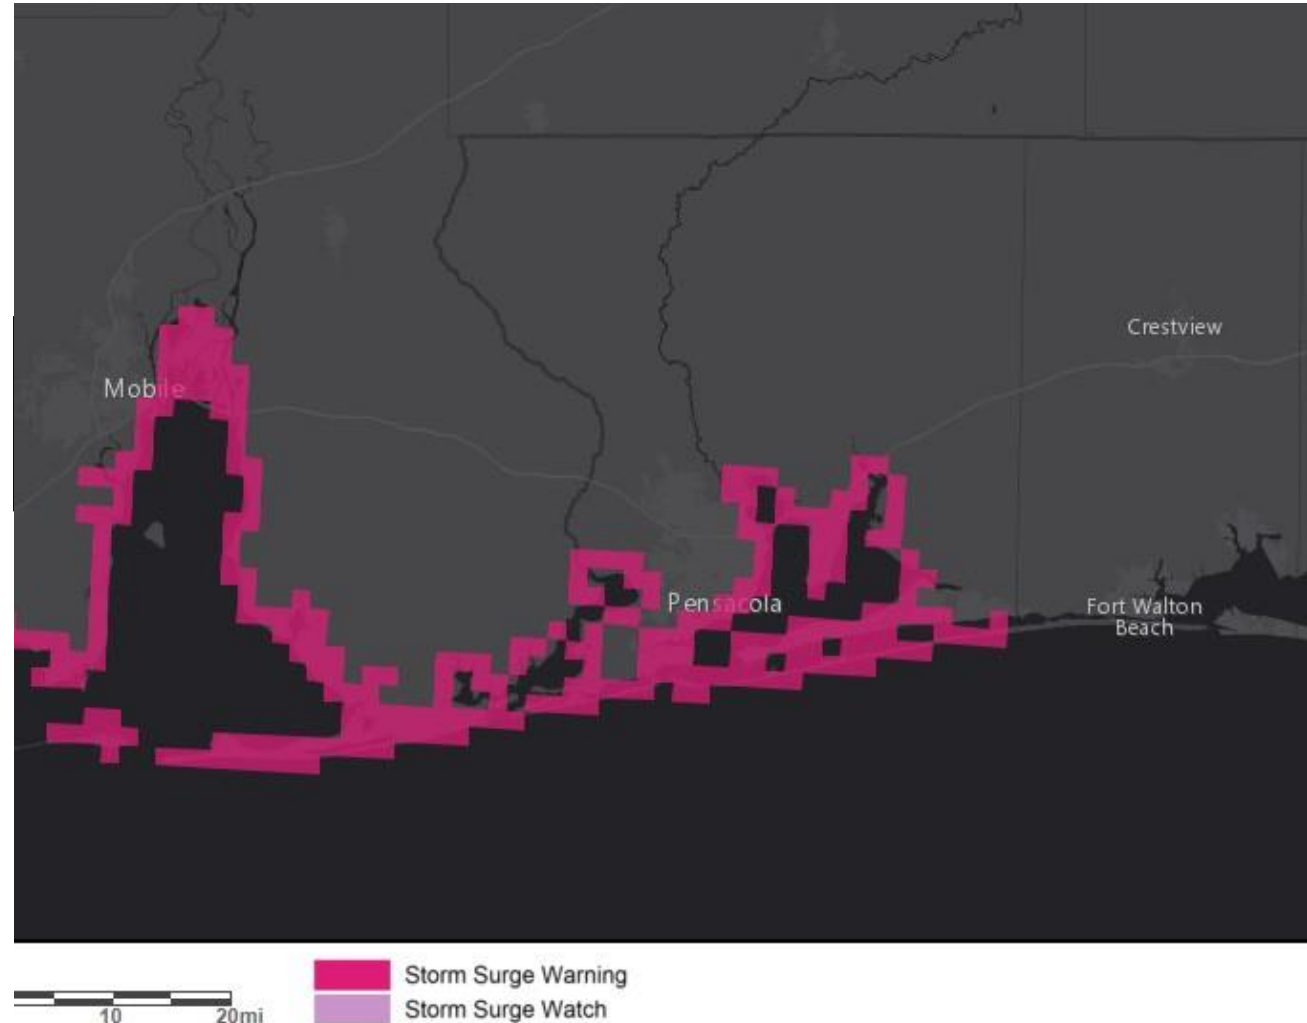 Crestview
Mobile
Pensacola
Fort Walton
Beach
Storm Surge Warning
Storm Surge Watch
10 20mi